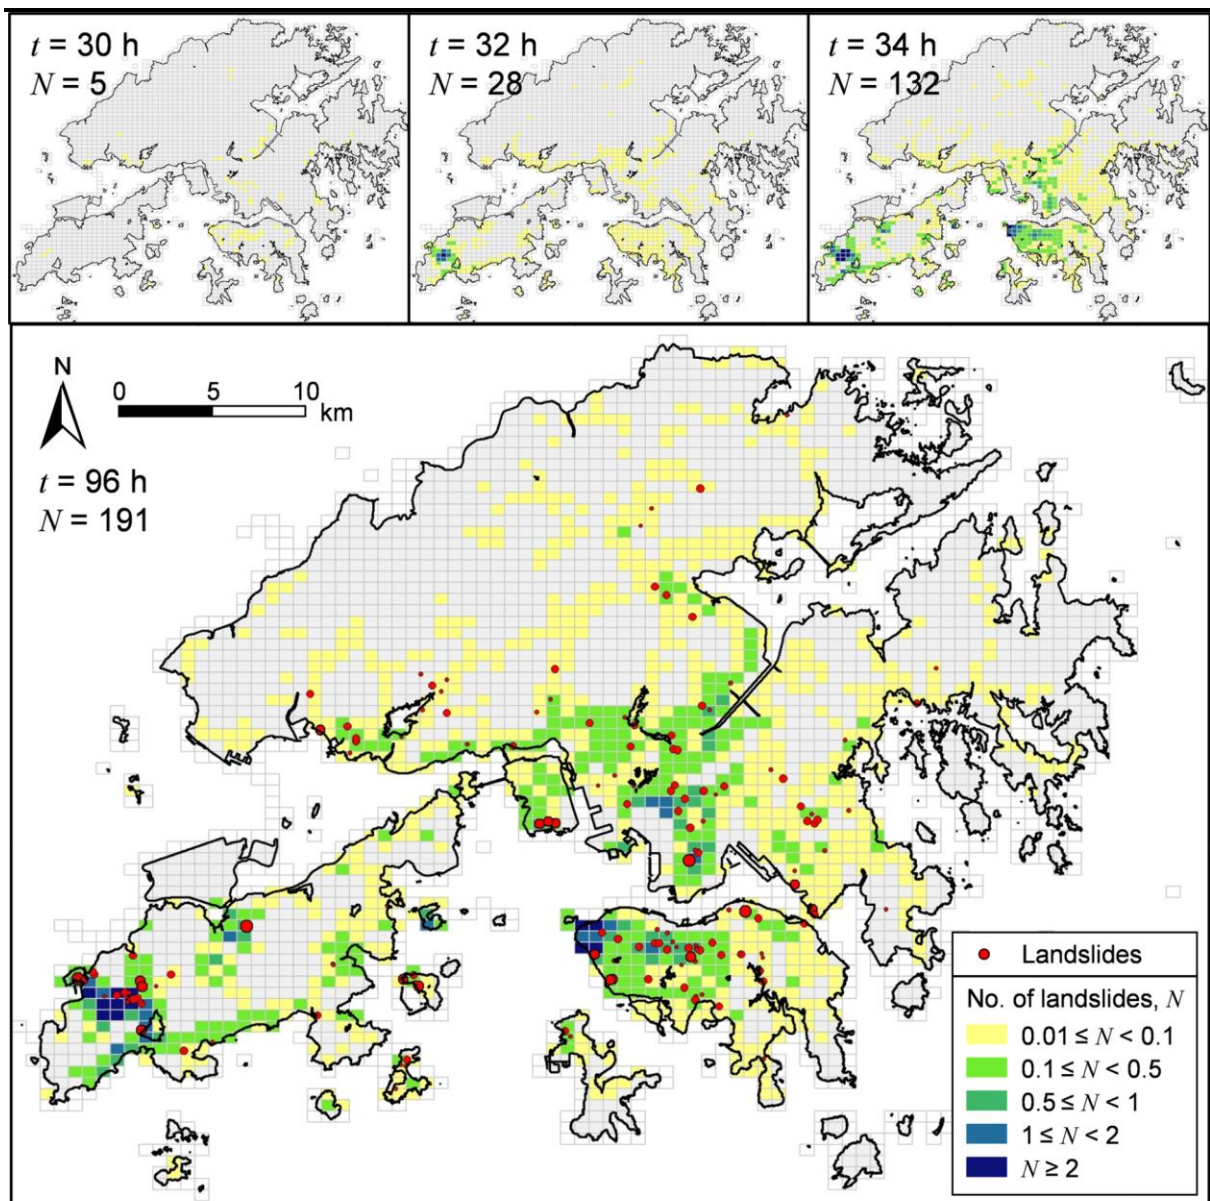 t = 30 h
N = 5
t = 32 h
N = 28
t = 34 h
N = 132
N
0 5 10
km
t = 96 h
N = 191
Landslides
No. of landslides, N
0.01 ≤ N < 0.1
0.1 ≤ N < 0.5
0.5 ≤ N < 1
1 ≤ N < 2
N ≥ 2